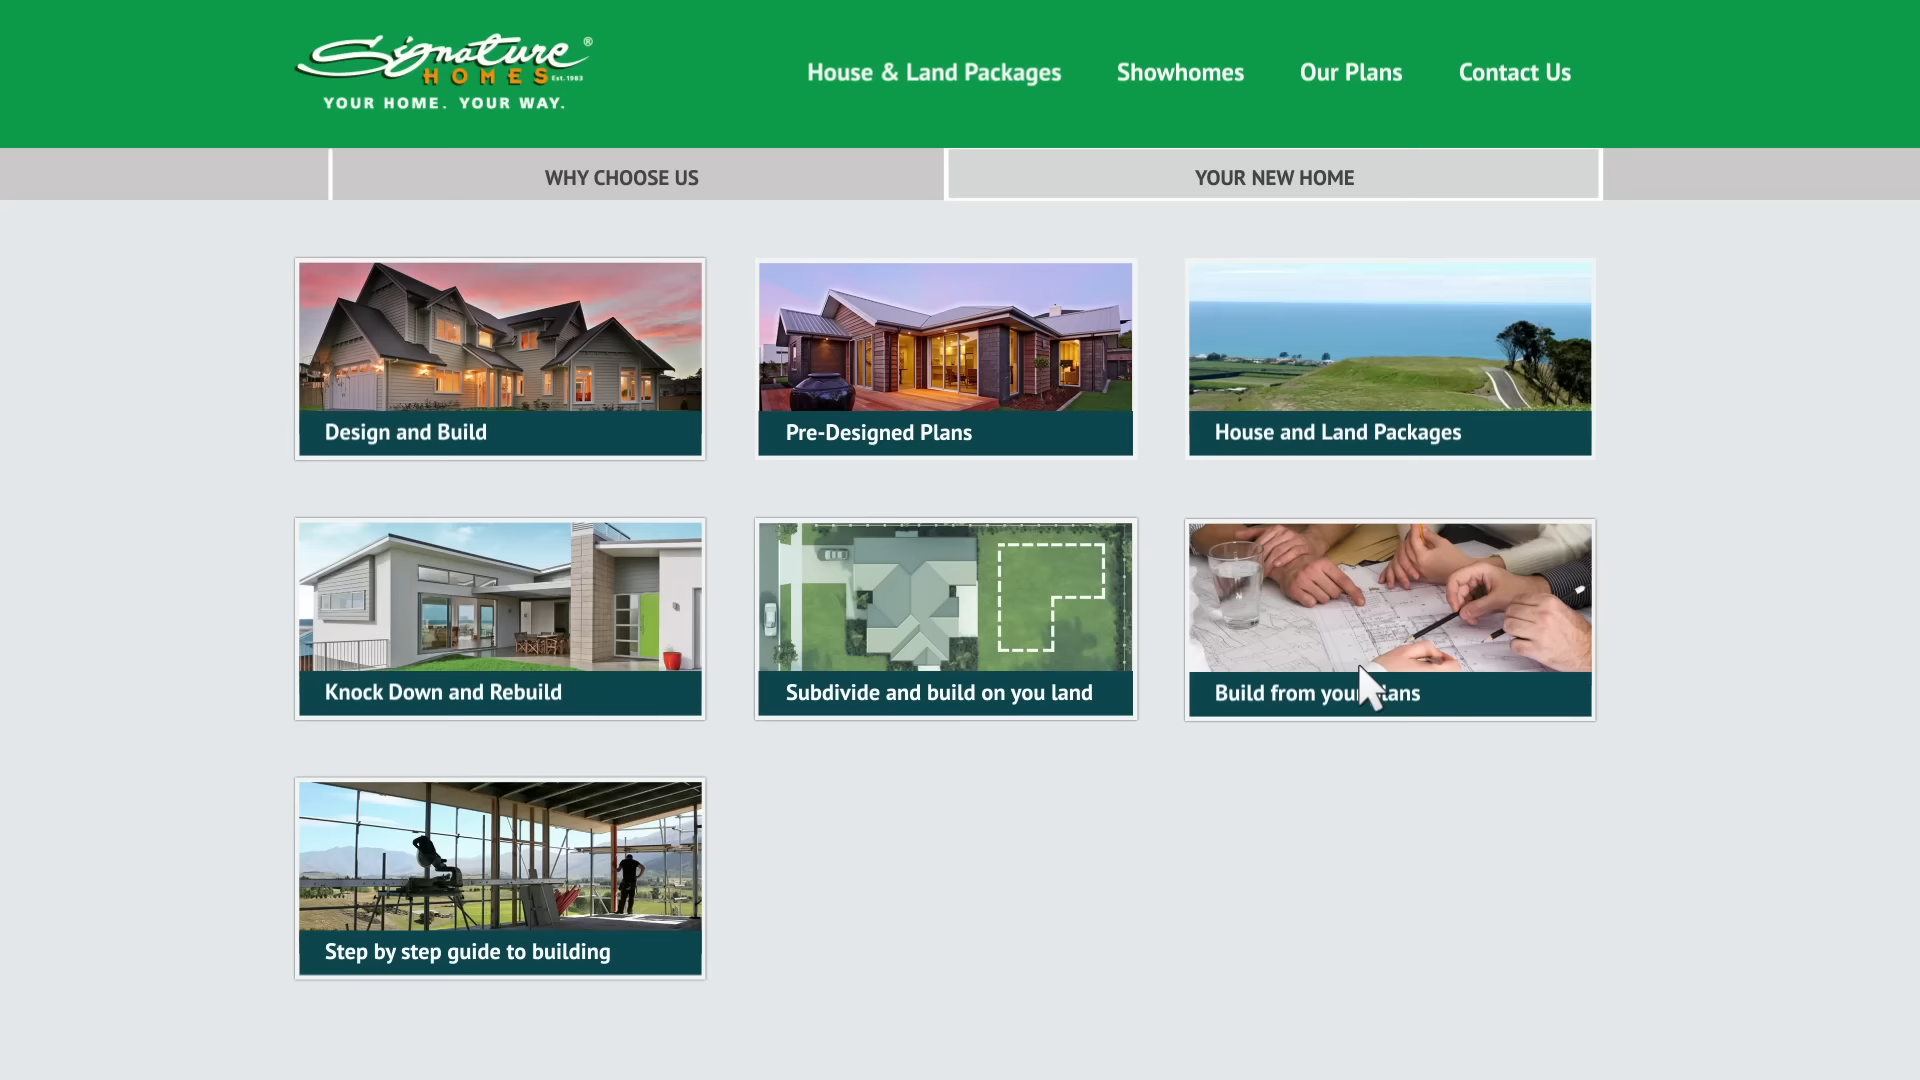 Signature ®
HOMES Est. 1983
YOUR HOME. YOUR WAY.
House & Land Packages
Showhomes
Our Plans
Contact Us
WHY CHOOSE US
YOUR NEW HOME
Design and Build
Pre-Designed Plans
House and Land Packages
Knock Down and Rebuild
Subdivide and build on you land
Build from your plans
Step by step guide to building